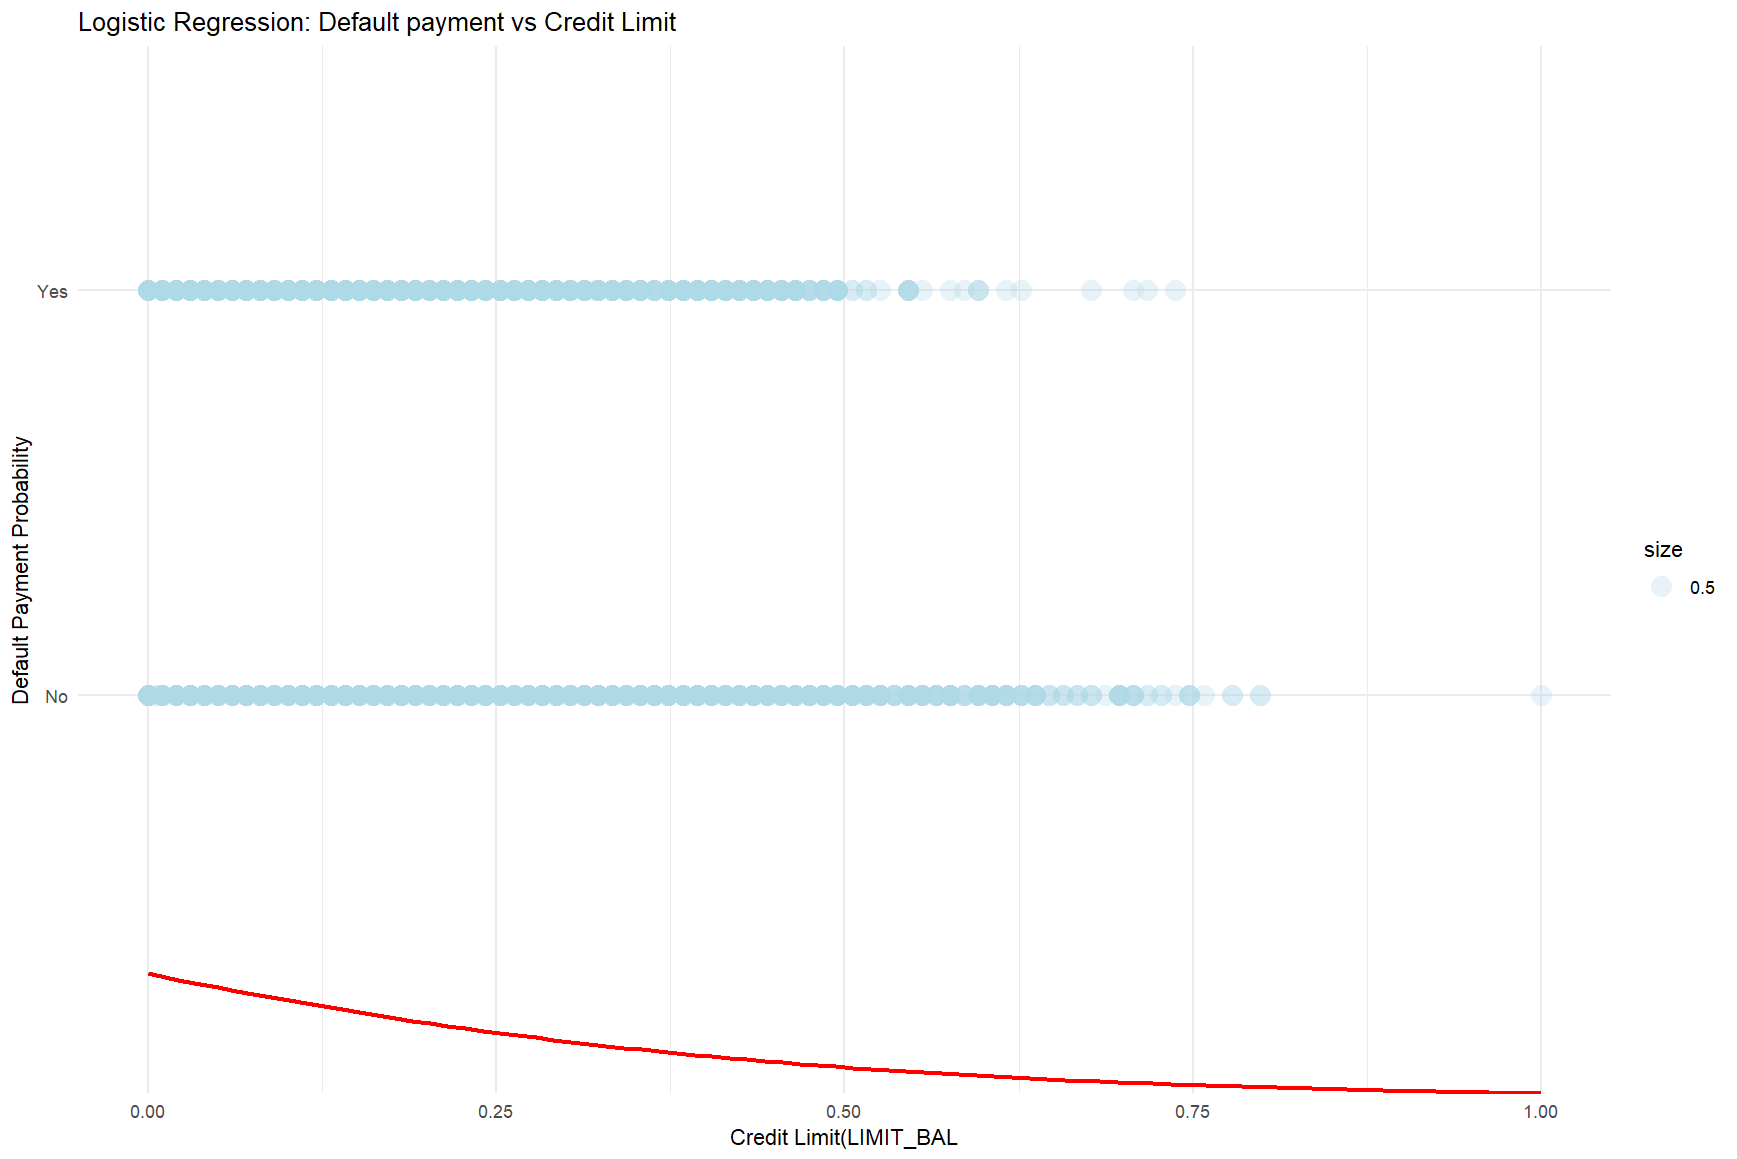 Logistic Regression: Default payment vs Credit Limit
Default Payment Probability
Yes
No
0.00
0.25
0.50
0.75
1.00
Credit Limit(LIMIT_BAL
size
0.5